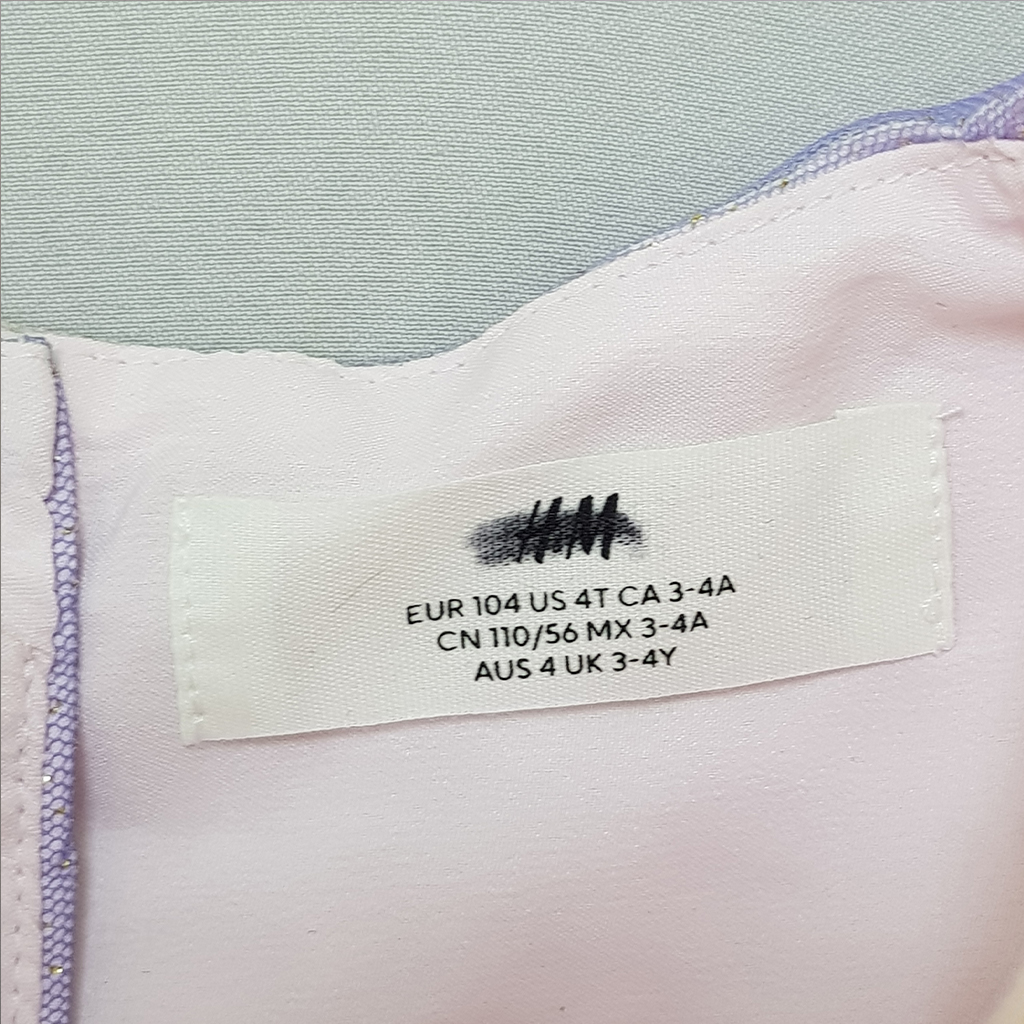 H&M
EUR 104 US 4T CA 3-4A
CN 110/56 MX 3-4A
AUS 4 UK 3-4Y